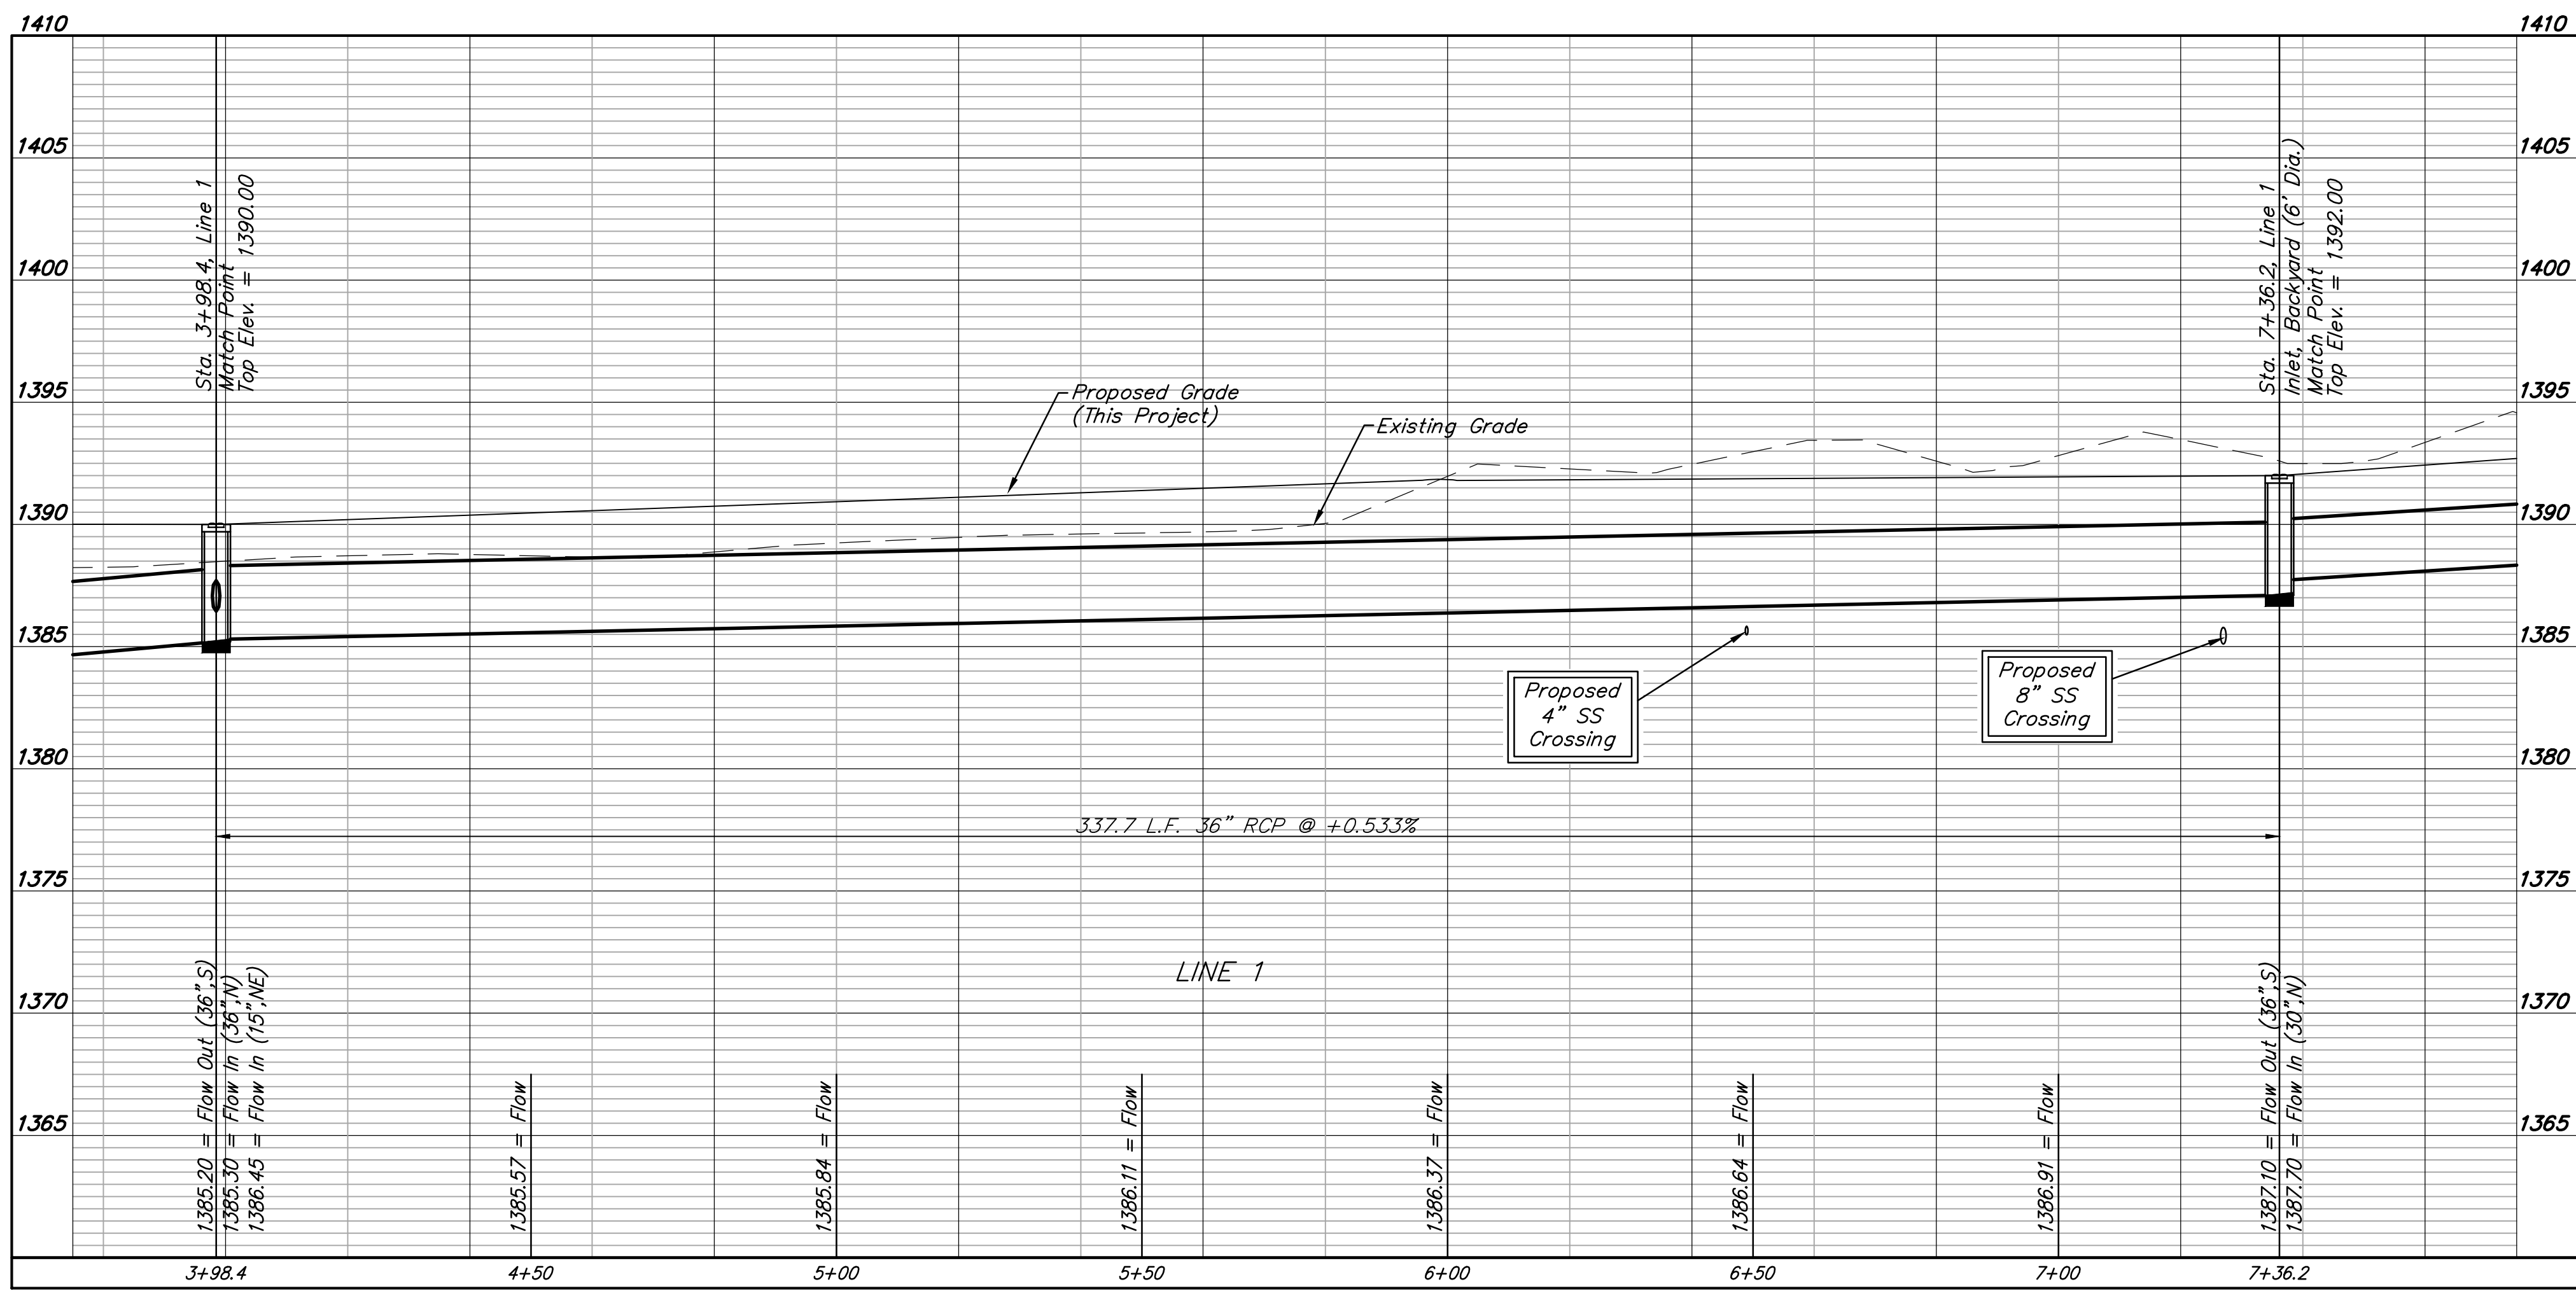 1410
1410
1405
1405
1400
1400
1395
1395
1390
1390
1385
1385
1380
1380
1375
1375
1370
1370
1365
1365
Sta. 3+98.4, Line 1
Match Point
Top Elev. = 1390.00
Sta. 7+36.2, Line 1
Inlet, Backyard (6' Dia.)
Match Point
Top Elev. = 1392.00
Proposed Grade
(This Project)
Existing Grade
Proposed
4" SS
Crossing
Proposed
8" SS
Crossing
337.7 L.F. 36" RCP @ +0.533%
LINE 1
1385.20 = Flow Out (36",S)
1385.30 = Flow In (36",N)
1386.45 = Flow In (15",NE)
1385.57 = Flow
1385.84 = Flow
1386.11 = Flow
1386.37 = Flow
1386.64 = Flow
1386.91 = Flow
1387.10 = Flow Out (36",S)
1387.70 = Flow In (30",N)
3+98.4
4+50
5+00
5+50
6+00
6+50
7+00
7+36.2